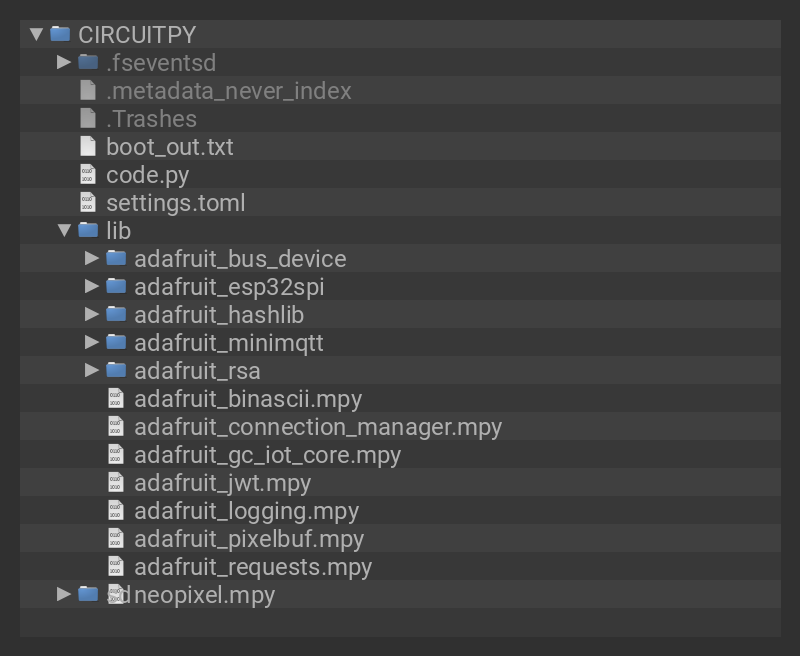 CIRCUITPY
.fseventsd
.metadata_never_index
.Trashes
boot_out.txt
code.py
settings.toml
lib
adafruit_bus_device
adafruit_esp32spi
adafruit_hashlib
adafruit_minimqtt
adafruit_rsa
adafruit_binascii.mpy
adafruit_connection_manager.mpy
adafruit_gc_iot_core.mpy
adafruit_jwt.mpy
adafruit_logging.mpy
adafruit_pixelbuf.mpy
adafruit_requests.mpy
sd neopixel.mpy